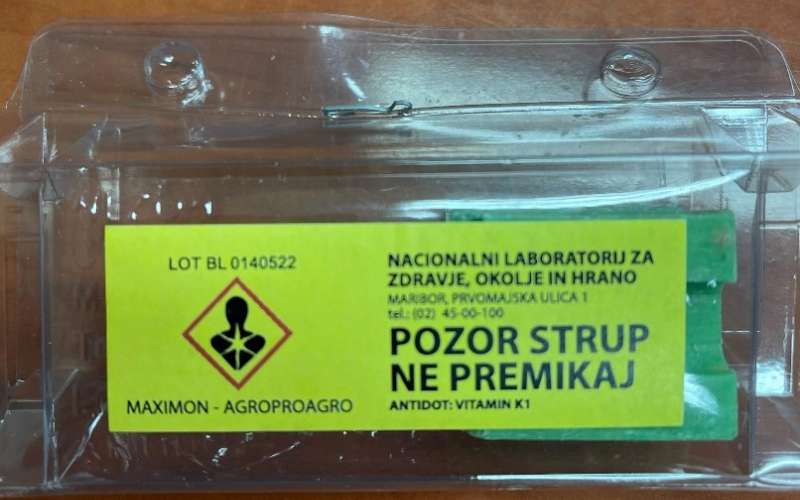 LOT BL 0140522
MAXIMON - AGROPROAGRO
NACIONALNI LABORATORIJ ZA
ZDRAVJE, OKOLJE IN HRANO
MARIBOR, PRVOMAJSKA ULICA 1
tel.: (02) 45-00-100
POZOR STRUP
NE PREMIKAJ
ANTIDOT: VITAMIN K1